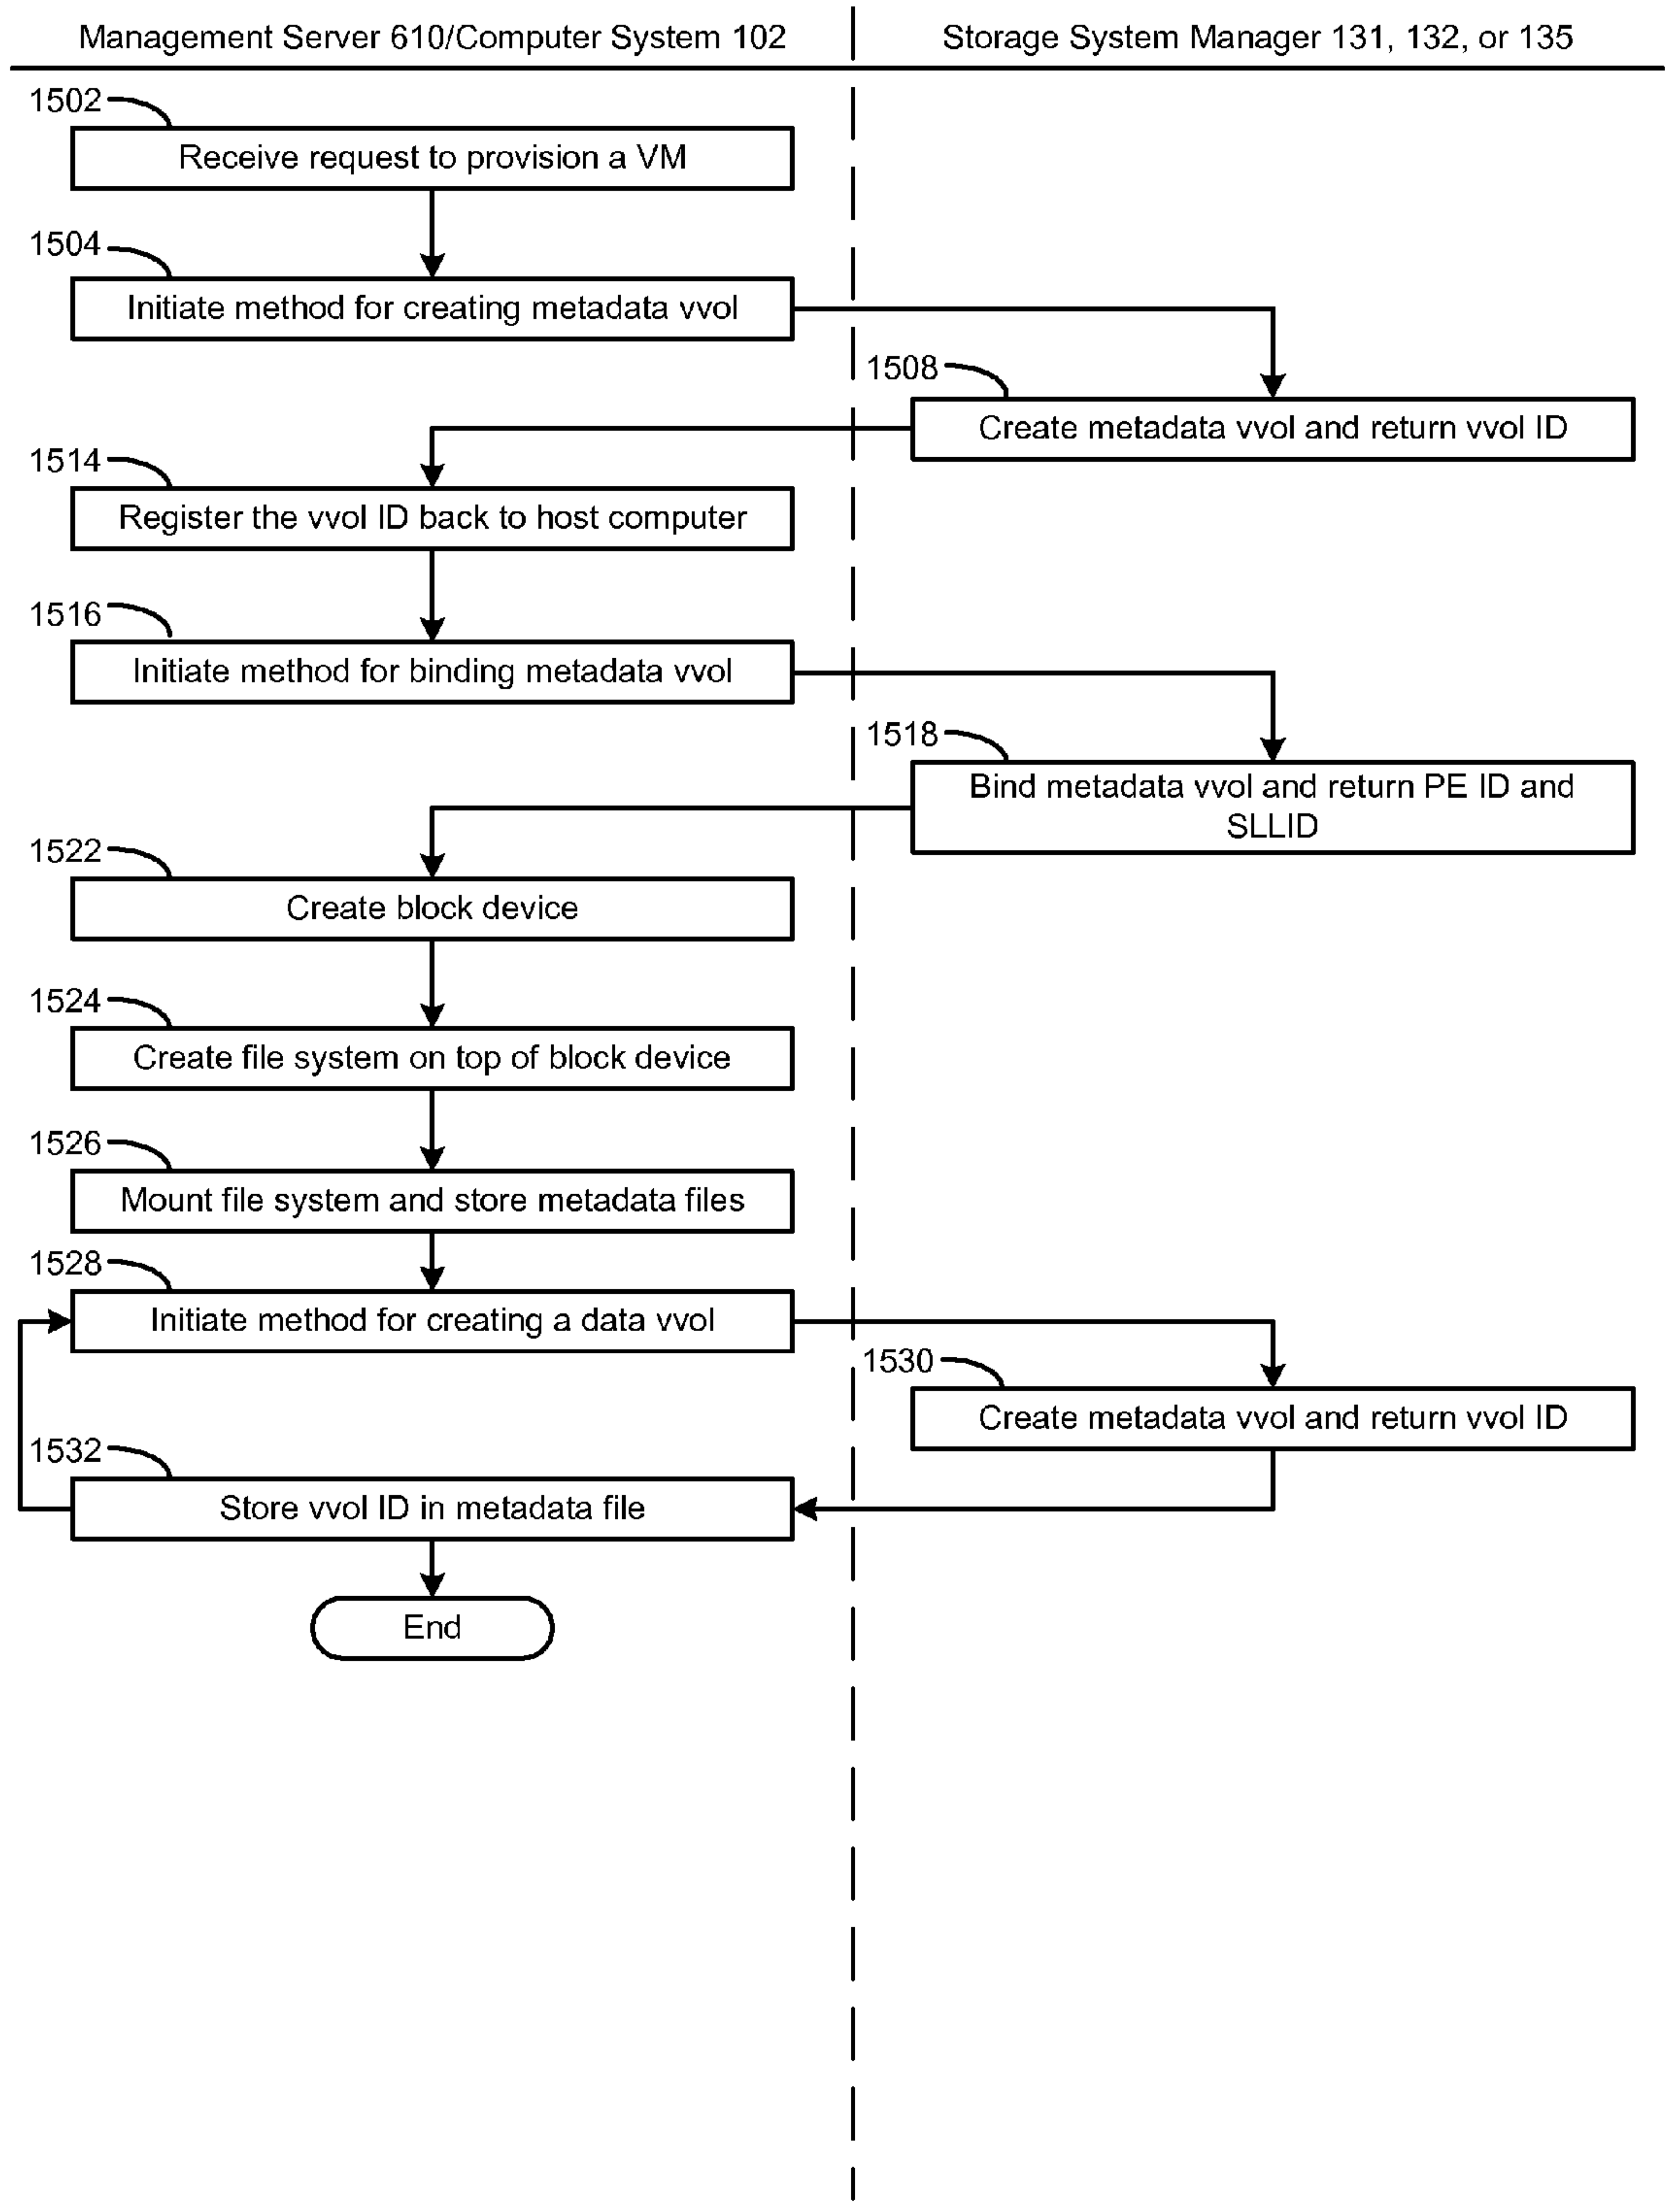 Management Server 610/Computer System 102
Storage System Manager 131, 132, or 135
1502
Receive request to provision a VM
1504
Initiate method for creating metadata vvol
1508
Create metadata vvol and return vvol ID
1514
Register the vvol ID back to host computer
1516
Initiate method for binding metadata vvol
1518
Bind metadata vvol and return PE ID and
SLLID
1522
Create block device
1524
Create file system on top of block device
1526
Mount file system and store metadata files
1528
Initiate method for creating a data vvol
1530
Create metadata vvol and return vvol ID
1532
Store vvol ID in metadata file
End